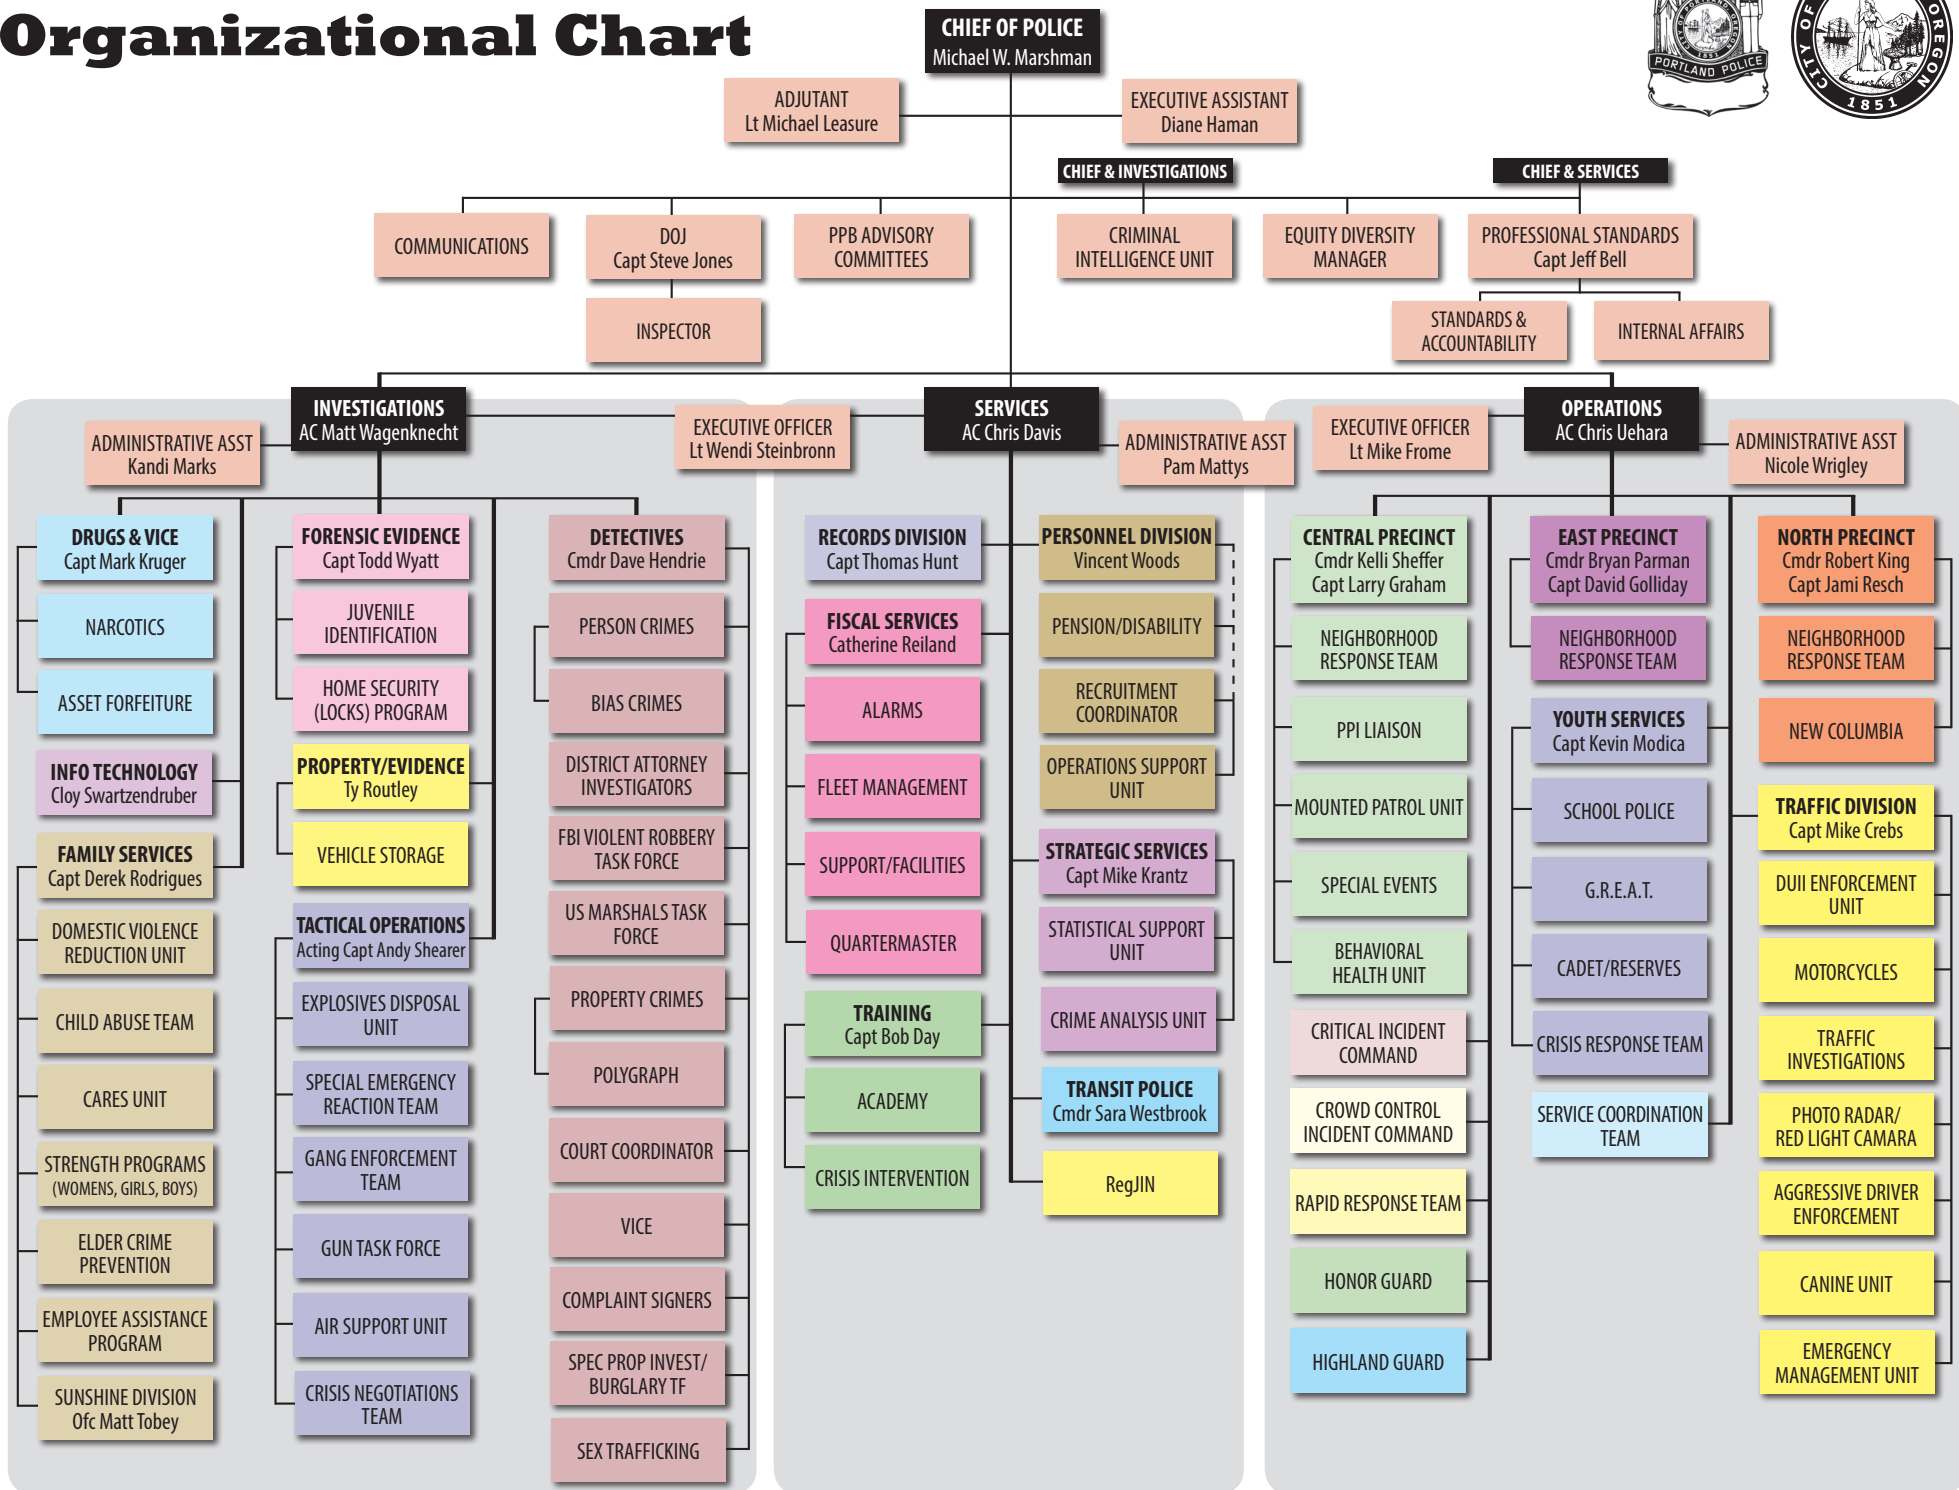 Organizational Chart
CHIEF OF POLICE
Michael W. Marshman
PORTLAND POLICE
1851
CITY OF
OREGON
1851
ADJUTANT
Lt Michael Leasure
EXECUTIVE ASSISTANT
Diane Haman
CHIEF & INVESTIGATIONS
CHIEF & SERVICES
COMMUNICATIONS
DOJ
Capt Steve Jones
PPB ADVISORY
COMMITTEES
CRIMINAL
INTELLIGENCE UNIT
EQUITY DIVERSITY
MANAGER
PROFESSIONAL STANDARDS
Capt Jeff Bell
INSPECTOR
STANDARDS &
ACCOUNTABILITY
INTERNAL AFFAIRS
INVESTIGATIONS
AC Matt Wagenknecht
ADMINISTRATIVE ASST
Kandi Marks
EXECUTIVE OFFICER
Lt Wendi Steinbronn
SERVICES
AC Chris Davis
ADMINISTRATIVE ASST
Pam Mattys
EXECUTIVE OFFICER
Lt Mike Frome
OPERATIONS
AC Chris Uehara
ADMINISTRATIVE ASST
Nicole Wrigley
DRUGS & VICE
Capt Mark Kruger
NARCOTICS
ASSET FORFEITURE
INFO TECHNOLOGY
Cloy Swartzendruber
FAMILY SERVICES
Capt Derek Rodrigues
DOMESTIC VIOLENCE
REDUCTION UNIT
CHILD ABUSE TEAM
CARES UNIT
STRENGTH PROGRAMS
(WOMENS, GIRLS, BOYS)
ELDER CRIME
PREVENTION
EMPLOYEE ASSISTANCE
PROGRAM
SUNSHINE DIVISION
Ofc Matt Tobey
FORENSIC EVIDENCE
Capt Todd Wyatt
JUVENILE
IDENTIFICATION
HOME SECURITY
(LOCKS) PROGRAM
PROPERTY/EVIDENCE
Ty Routley
VEHICLE STORAGE
TACTICAL OPERATIONS
Acting Capt Andy Shearer
EXPLOSIVES DISPOSAL
UNIT
SPECIAL EMERGENCY
REACTION TEAM
GANG ENFORCEMENT
TEAM
GUN TASK FORCE
AIR SUPPORT UNIT
CRISIS NEGOTIATIONS
TEAM
DETECTIVES
Cmdr Dave Hendrie
PERSON CRIMES
BIAS CRIMES
DISTRICT ATTORNEY
INVESTIGATORS
FBI VIOLENT ROBBERY
TASK FORCE
US MARSHALS TASK
FORCE
PROPERTY CRIMES
POLYGRAPH
COURT COORDINATOR
VICE
COMPLAINT SIGNERS
SPEC PROP INVEST/
BURGLARY TF
SEX TRAFFICKING
RECORDS DIVISION
Capt Thomas Hunt
FISCAL SERVICES
Catherine Reiland
ALARMS
FLEET MANAGEMENT
SUPPORT/FACILITIES
QUARTERMASTER
TRAINING
Capt Bob Day
ACADEMY
CRISIS INTERVENTION
PERSONNEL DIVISION
Vincent Woods
PENSION/DISABILITY
RECRUITMENT
COORDINATOR
OPERATIONS SUPPORT
UNIT
STRATEGIC SERVICES
Capt Mike Krantz
STATISTICAL SUPPORT
UNIT
CRIME ANALYSIS UNIT
TRANSIT POLICE
Cmdr Sara Westbrook
RegJIN
CENTRAL PRECINCT
Cmdr Kelli Sheffer
Capt Larry Graham
NEIGHBORHOOD
RESPONSE TEAM
PPI LIAISON
MOUNTED PATROL UNIT
SPECIAL EVENTS
BEHAVIORAL
HEALTH UNIT
CRITICAL INCIDENT
COMMAND
CROWD CONTROL
INCIDENT COMMAND
RAPID RESPONSE TEAM
HONOR GUARD
HIGHLAND GUARD
EAST PRECINCT
Cmdr Bryan Parman
Capt David Golliday
NEIGHBORHOOD
RESPONSE TEAM
YOUTH SERVICES
Capt Kevin Modica
SCHOOL POLICE
G.R.E.A.T.
CADET/RESERVES
CRISIS RESPONSE TEAM
SERVICE COORDINATION
TEAM
NORTH PRECINCT
Cmdr Robert King
Capt Jami Resch
NEIGHBORHOOD
RESPONSE TEAM
NEW COLUMBIA
TRAFFIC DIVISION
Capt Mike Crebs
DUII ENFORCEMENT
UNIT
MOTORCYCLES
TRAFFIC
INVESTIGATIONS
PHOTO RADAR/
RED LIGHT CAMARA
AGGRESSIVE DRIVER
ENFORCEMENT
CANINE UNIT
EMERGENCY
MANAGEMENT UNIT